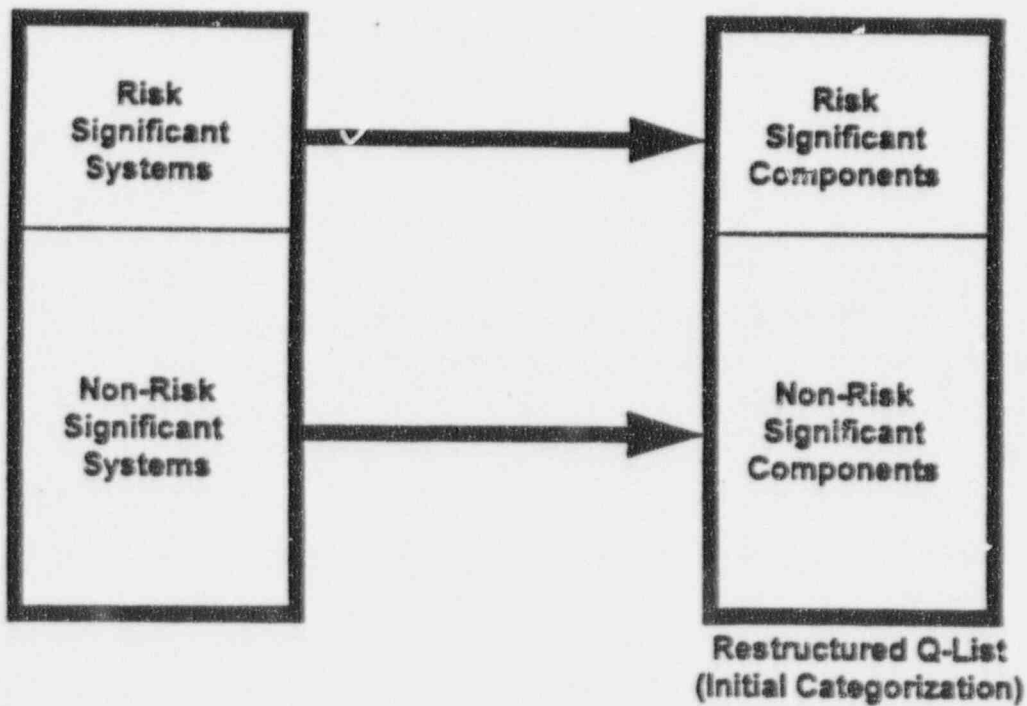 Risk
Significant
Systems
Risk
Significant
Components
Non-Risk
Significant
Systems
Non-Risk
Significant
Components
Restructured Q-List
(Initial Categorization)